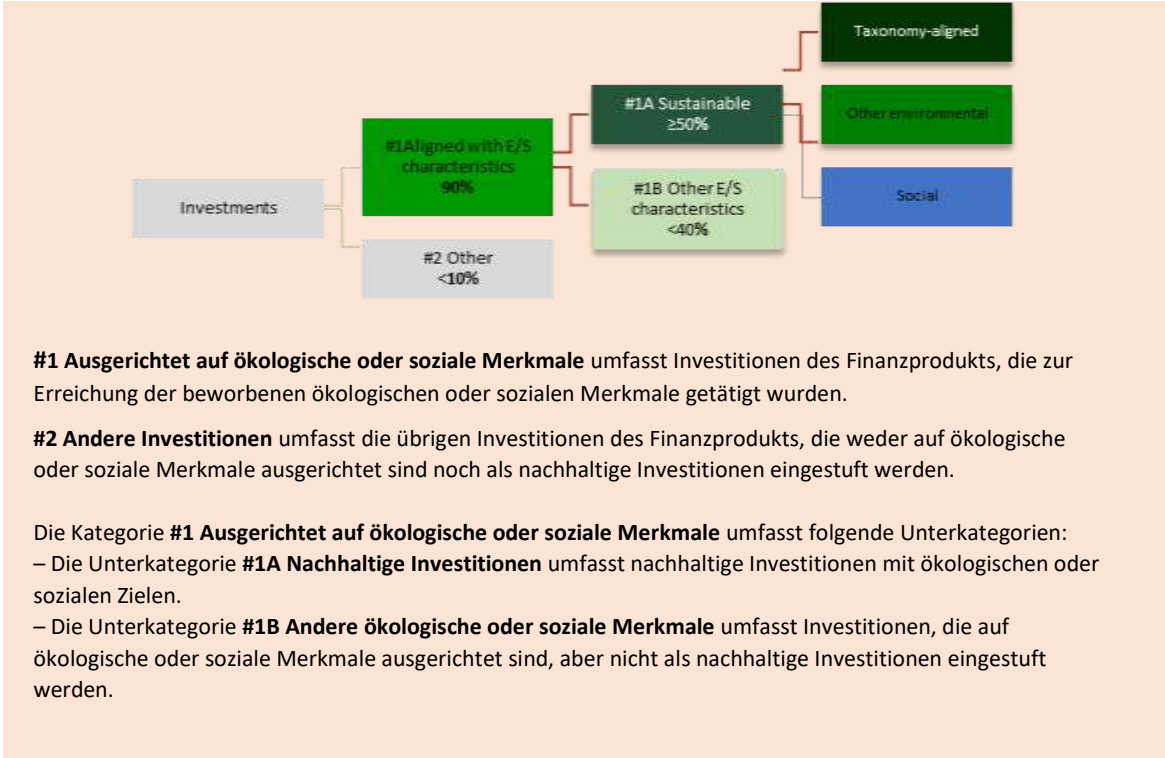 Taxonomy-aligned
#1A Sustainable
≥50%
Other environmental
#1Aligned with E/S
characteristics
90%
#1B Other E/S
characteristics
<40%
Social
Investments
#2 Other
<10%
#1 Ausgerichtet auf ökologische oder soziale Merkmale umfasst Investitionen des Finanzprodukts, die zur
Erreichung der beworbenen ökologischen oder sozialen Merkmale getätigt wurden.
#2 Andere Investitionen umfasst die übrigen Investitionen des Finanzprodukts, die weder auf ökologische
oder soziale Merkmale ausgerichtet sind noch als nachhaltige Investitionen eingestuft werden.
Die Kategorie #1 Ausgerichtet auf ökologische oder soziale Merkmale umfasst folgende Unterkategorien:
– Die Unterkategorie #1A Nachhaltige Investitionen umfasst nachhaltige Investitionen mit ökologischen oder
sozialen Zielen.
– Die Unterkategorie #1B Andere ökologische oder soziale Merkmale umfasst Investitionen, die auf
ökologische oder soziale Merkmale ausgerichtet sind, aber nicht als nachhaltige Investitionen eingestuft
werden.